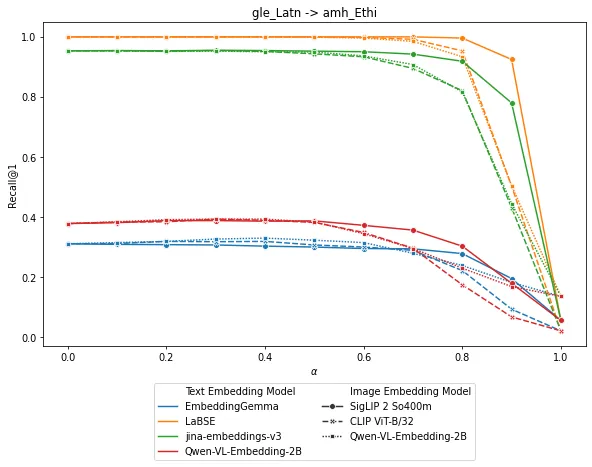 gle_Latn -> amh_Ethi
Recall@1
1.0
0.8
0.6
0.4
0.2
0.0
0.0 0.2 0.4 0.6 0.8 1.0
α
Text Embedding Model
EmbeddingGemma
LaBSE
jina-embeddings-v3
Qwen-VL-Embedding-2B
Image Embedding Model
SigLIP 2 So400m
CLIP ViT-B/32
Qwen-VL-Embedding-2B